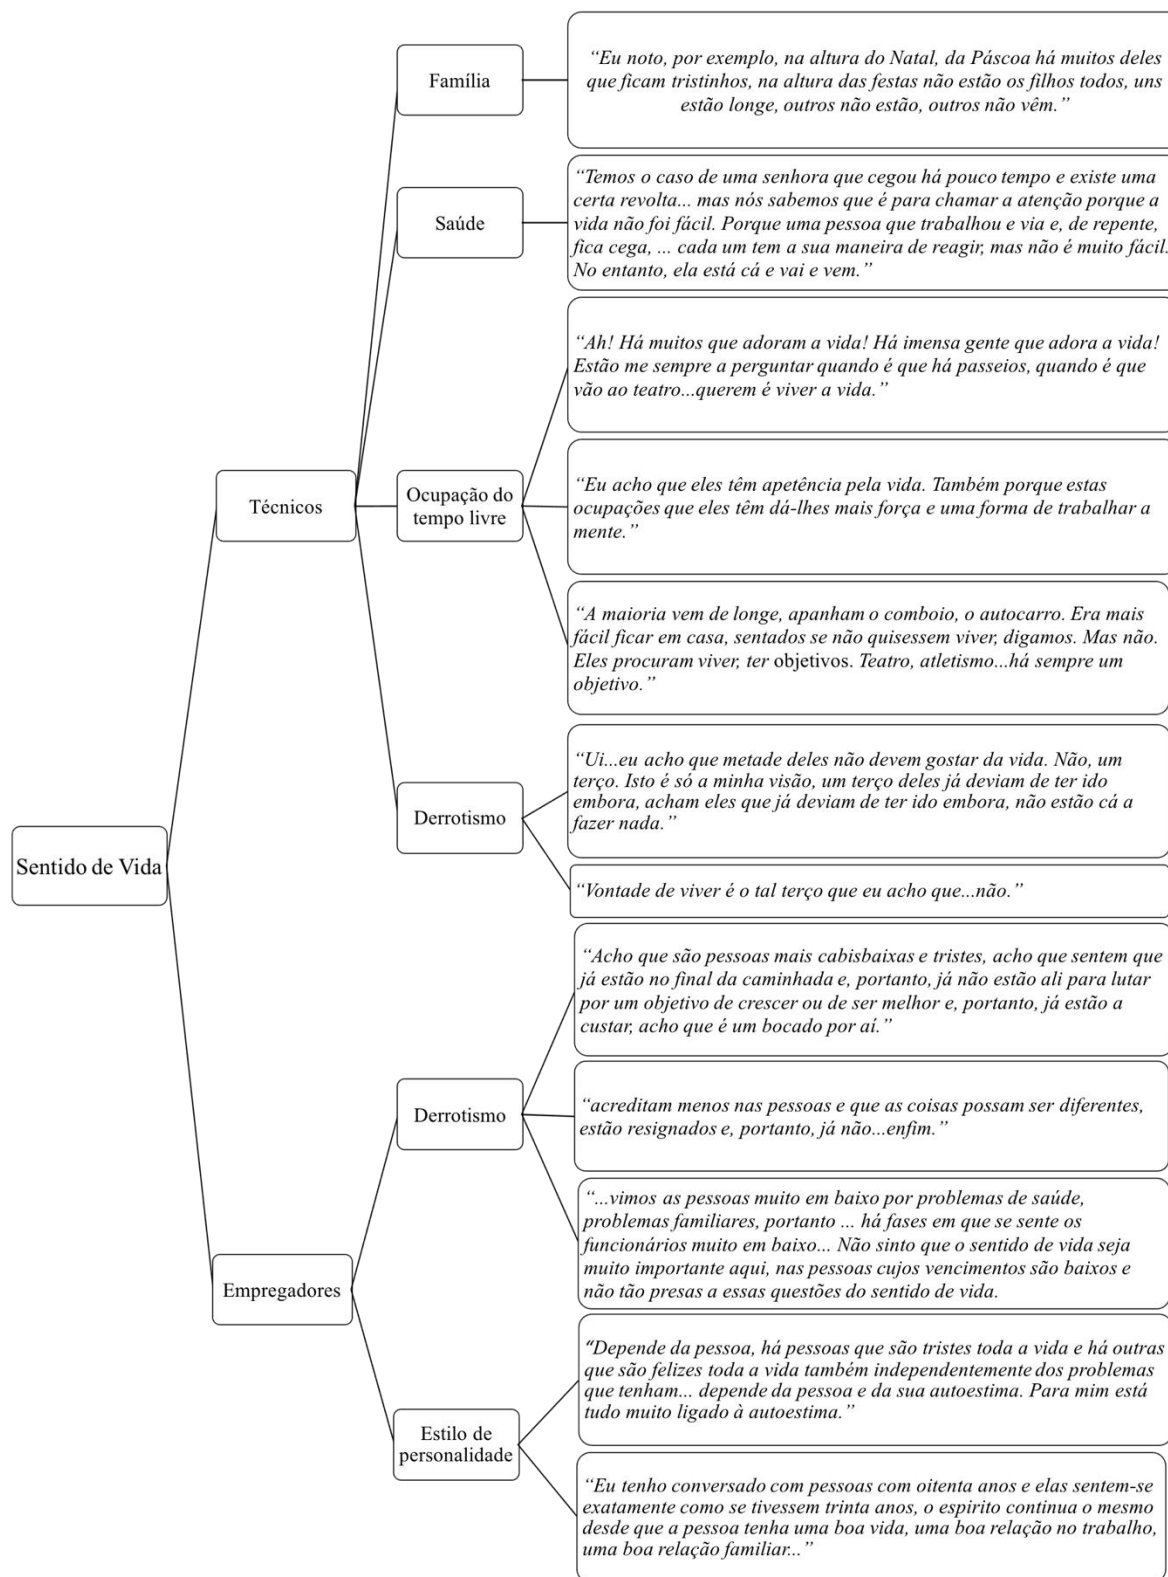 Família
“Eu noto, por exemplo, na altura do Natal, da Páscoa há muitos deles
que ficam tristinhos, na altura das festas não estão os filhos todos, uns
estão longe, outros não estão, outros não vêm.”
Saúde
“Temos o caso de uma senhora que cegou há pouco tempo e existe uma
certa revolta... mas nós sabemos que é para chamar a atenção porque a
vida não foi fácil. Porque uma pessoa que trabalhou e via e, de repente,
fica cega, ... cada um tem a sua maneira de reagir, mas não é muito fácil.
No entanto, ela está cá e vai e vem.”
Técnicos
Ocupação do
tempo livre
“Ah! Há muitos que adoram a vida! Há imensa gente que adora a vida!
Estão me sempre a perguntar quando é que há passeios, quando é que
vão ao teatro...querem é viver a vida.”
“Eu acho que eles têm apetência pela vida. Também porque estas
ocupações que eles têm dá-lhes mais força e uma forma de trabalhar a
mente.”
“A maioria vem de longe, apanham o comboio, o autocarro. Era mais
fácil ficar em casa, sentados se não quisessem viver, digamos. Mas não.
Eles procuram viver, ter objetivos. Teatro, atletismo...há sempre um
objetivo.”
Derrotismo
“Ui...eu acho que metade deles não devem gostar da vida. Não, um
terço. Isto é só a minha visão, um terço deles já deviam de ter ido
embora, acham eles que já deviam de ter ido embora, não estão cá a
fazer nada.”
“Vontade de viver é o tal terço que eu acho que...não.”
Sentido de Vida
Empregadores
Derrotismo
“Acho que são pessoas mais cabisbaixas e tristes, acho que sentem que
já estão no final da caminhada e, portanto, já não estão ali para lutar
por um objetivo de crescer ou de ser melhor e, portanto, já estão a
custar, acho que é um bocado por aí.”
“acreditam menos nas pessoas e que as coisas possam ser diferentes,
estão resignados e, portanto, já não...enfim.”
“...vimos as pessoas muito em baixo por problemas de saúde,
problemas familiares, portanto ... há fases em que se sente os
funcionários muito em baixo... Não sinto que o sentido de vida seja
muito importante aqui, nas pessoas cujos vencimentos são baixos e
não tão presas a essas questões do sentido de vida.
Estilo de
personalidade
“Depende da pessoa, há pessoas que são tristes toda a vida e há outras
que são felizes toda a vida também independentemente dos problemas
que tenham... depende da pessoa e da sua autoestima. Para mim está
tudo muito ligado à autoestima.”
“Eu tenho conversado com pessoas com oitenta anos e elas sentem-se
exatamente como se tivessem trinta anos, o espirito continua o mesmo
desde que a pessoa tenha uma boa vida, uma boa relação no trabalho,
uma boa relação familiar...”